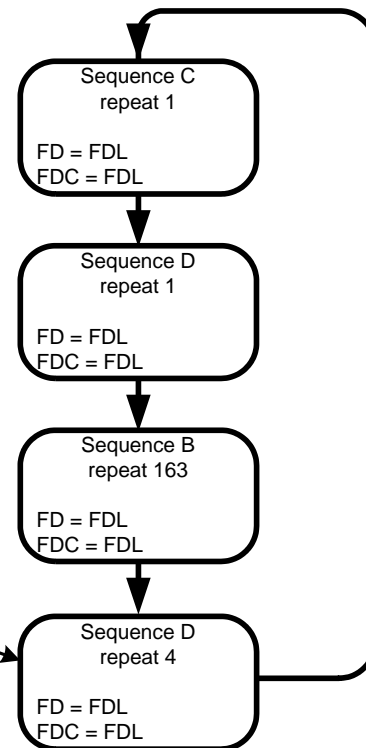 Sequence C
repeat 1
FD = FDL
FDC = FDL
Sequence D
repeat 1
FD = FDL
FDC = FDL
Sequence B
repeat 163
FD = FDL
FDC = FDL
Sequence D
repeat 4
FD = FDL
FDC = FDL